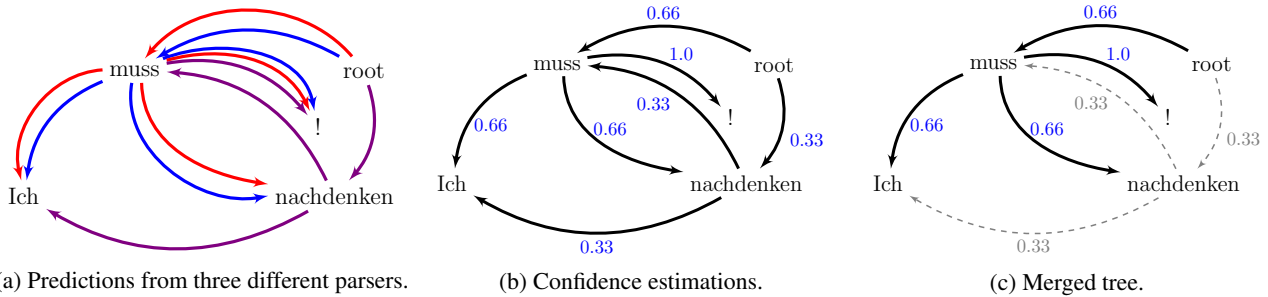 muss
root
!
Ich
nachdenken
(a) Predictions from three different parsers.
0.66
muss
1.0
root
0.33
!
0.66
0.66
0.33
Ich
nachdenken
0.33
(b) Confidence estimations.
0.66
muss
1.0
root
0.33
!
0.66
0.66
0.33
Ich
nachdenken
0.33
(c) Merged tree.